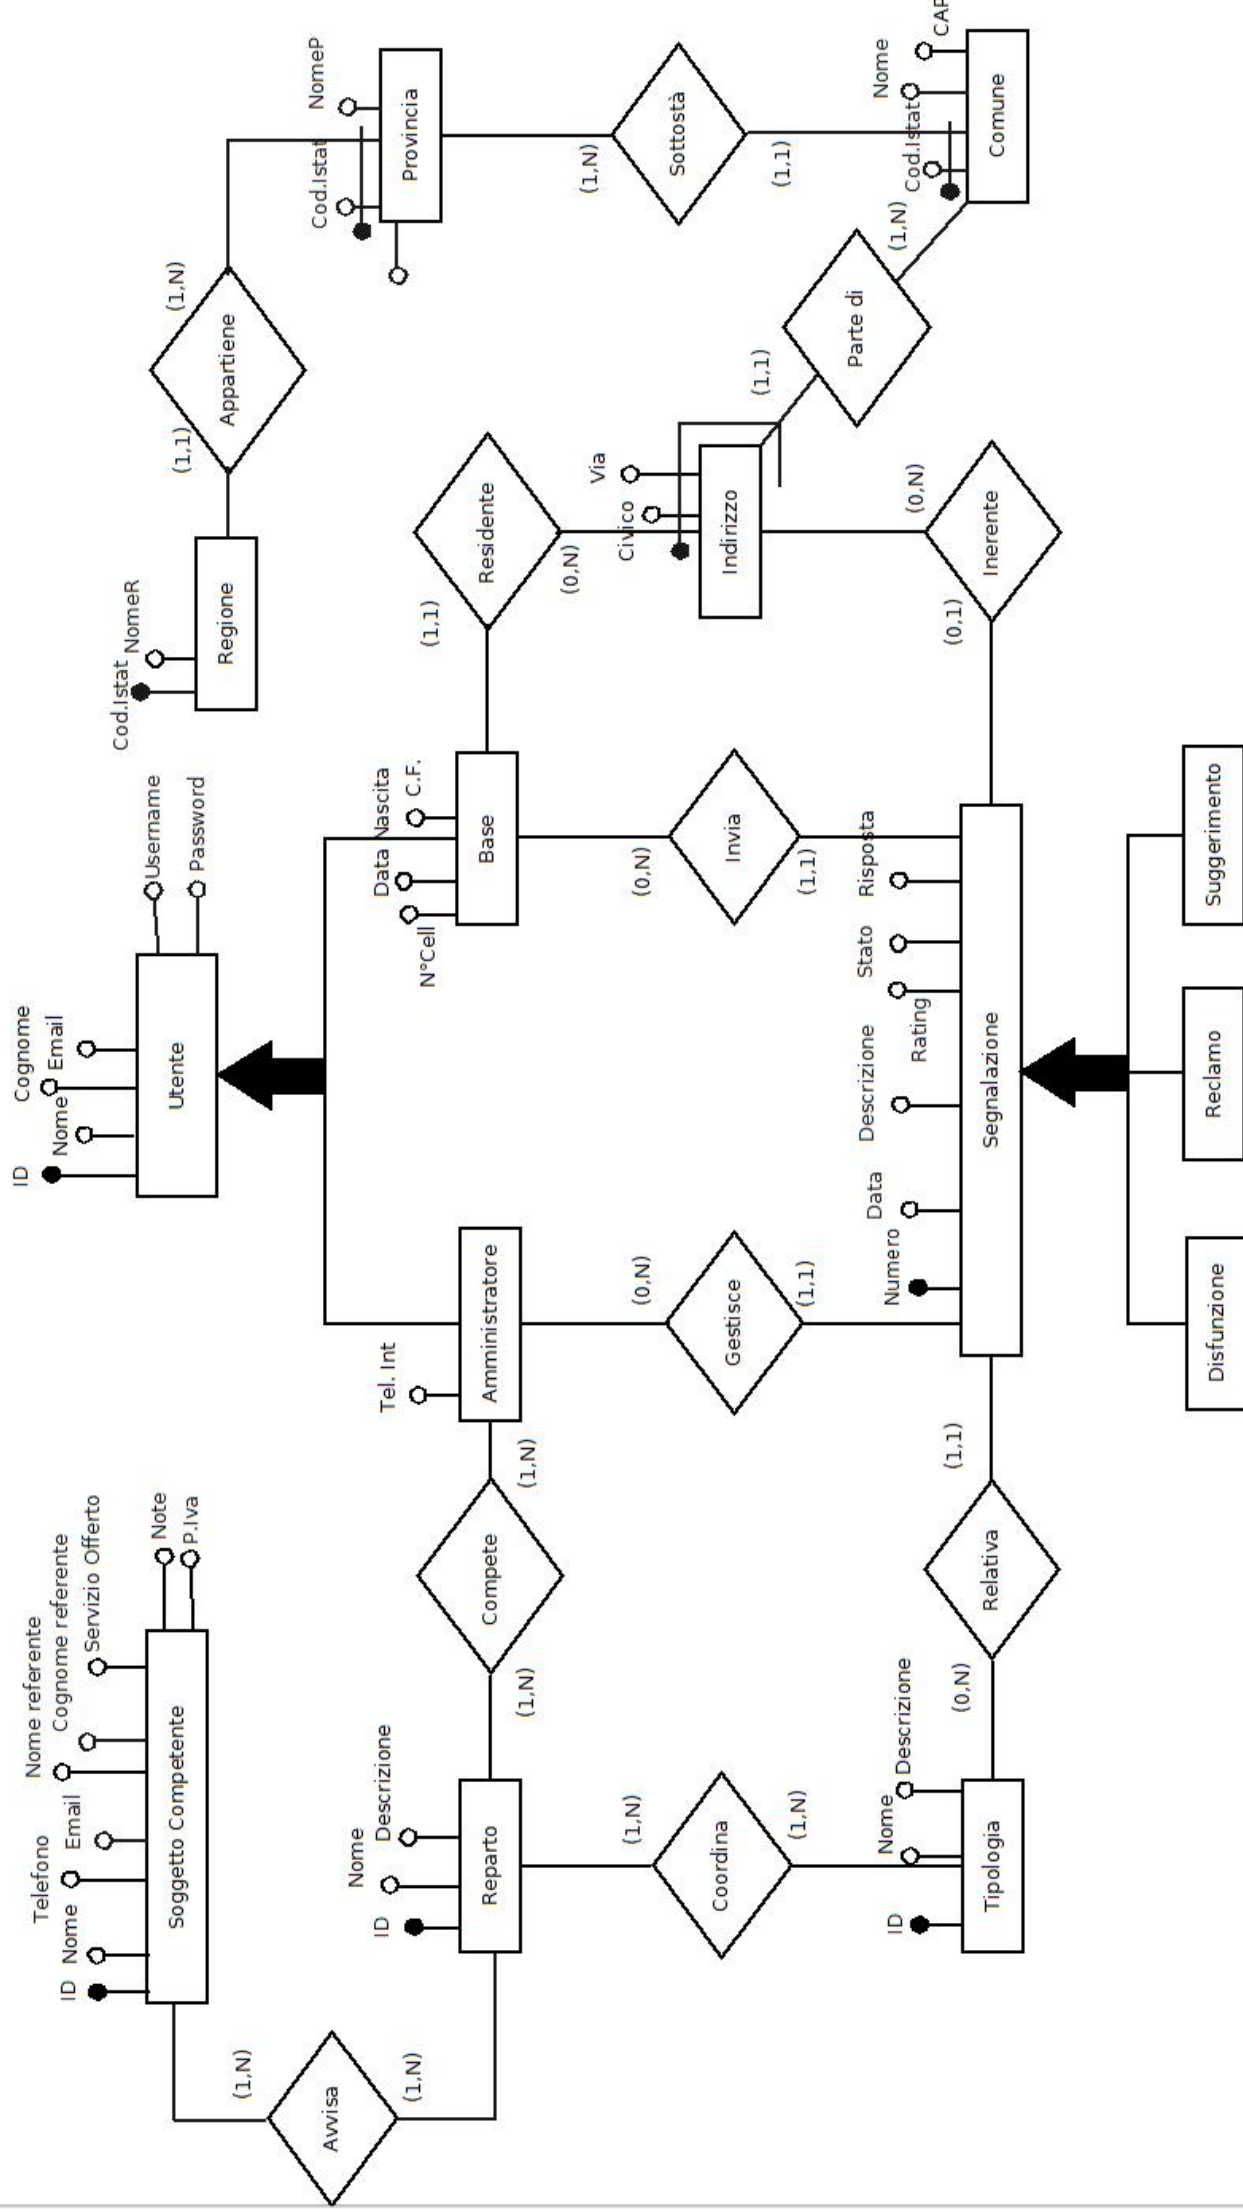 ID
Nome
Telefono
Email
Nome referente
Cognome referente
Servizio Offerto
Note
P.Iva
Soggetto Competente
ID
Nome
Cognome
Email
Username
Password
Utente
Cod.Istat
NomeR
Regione
(1,1)
Appartiene
(1,N)
Cod.Istat
NomeP
Provincia
(1,N)
Avvisa
(1,N)
ID
Nome
Descrizione
Reparto
(1,N)
Compete
(1,N)
Tel. Int
Amministratore
N°Cell
Data Nascita
C.F.
Base
(1,1)
Residente
(0,N)
Civico
Via
Indirizzo
(1,1)
Parte di
(1,N)
(1,N)
Sottostà
(1,1)
(1,N)
Coordina
(1,N)
(0,N)
Gestisce
(1,1)
(0,N)
Invia
(1,1)
ID
Nome
Descrizione
Tipologia
(0,N)
Relativa
(1,1)
Numero
Data
Descrizione
Rating
Stato
Risposta
Segnalazione
(0,1)
Inerente
(0,N)
Cod.Istat
Nome
CAP
Comune
Disfunzione
Reclamo
Suggerimento